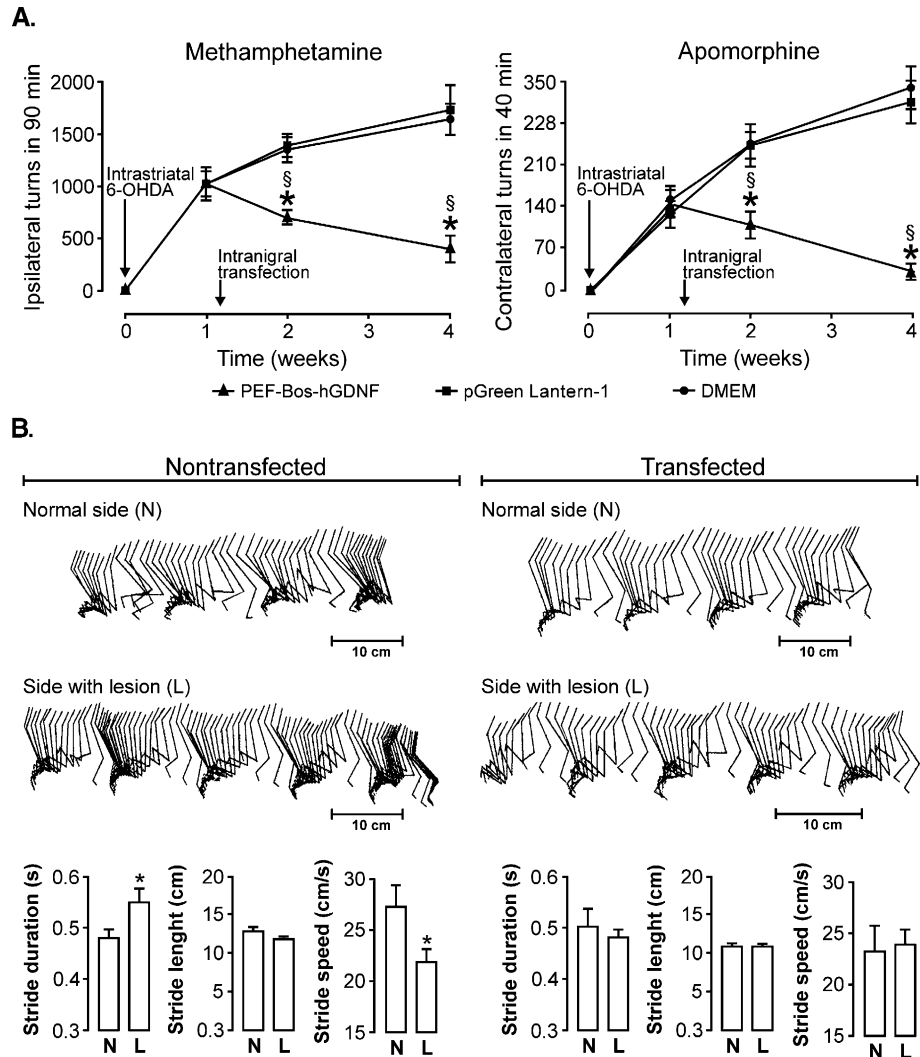 A.
Methamphetamine
Ipsilateral turns in 90 min
2000
1500
1000
500
0
Intrastriatal
6-OHDA
§
*
§
*
Intranigral
transfection
0 1 2 3 4
Time (weeks)
Apomorphine
Contralateral turns in 40 min
350
228
210
140
70
0
Intrastriatal
6-OHDA
§
*
§
*
Intranigral
transfection
0 1 2 3 4
Time (weeks)
PEF-Bos-hGDNF pGreen Lantern-1 DMEM
B.
Nontransfected
Normal side (N)
10 cm
Side with lesion (L)
10 cm
Transfected
Normal side (N)
10 cm
Side with lesion (L)
10 cm
Stride duration (s)
0.6
0.5
0.4
0.3
*
N L
Stride lenght (cm)
20
15
10
5
0.3
N L
Stride speed (cm/s)
30
25
20
15
*
N L
Stride duration (s)
0.6
0.5
0.4
0.3
N L
Stride lenght (cm)
20
15
10
5
0.3
N L
Stride speed (cm/s)
30
25
20
15
N L